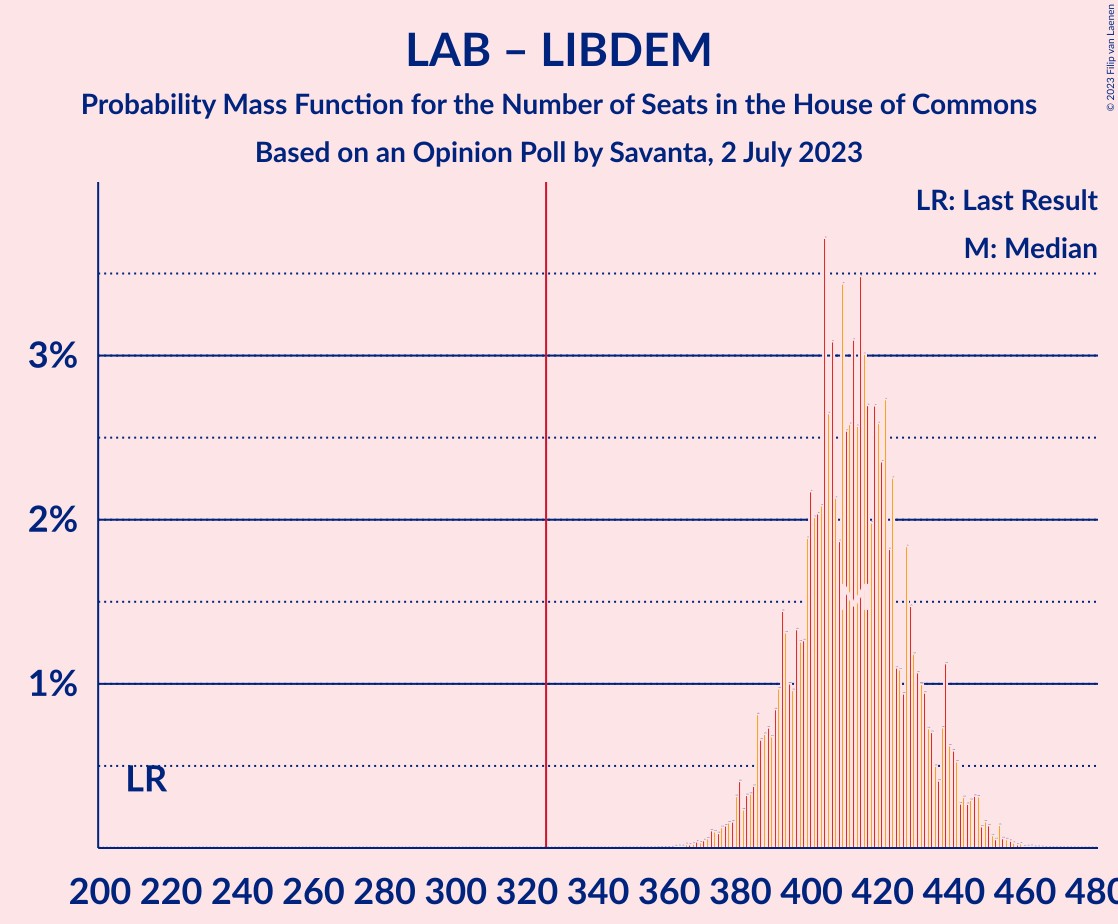 LAB – LIBDEM
Probability Mass Function for the Number of Seats in the House of Commons
Based on an Opinion Poll by Savanta, 2 July 2023
© 2023 Filip van Laenen
LR: Last Result
M: Median
3%
2%
1%
LR
200 220 240 260 280 300 320 340 360 380 400 420 440 460 480